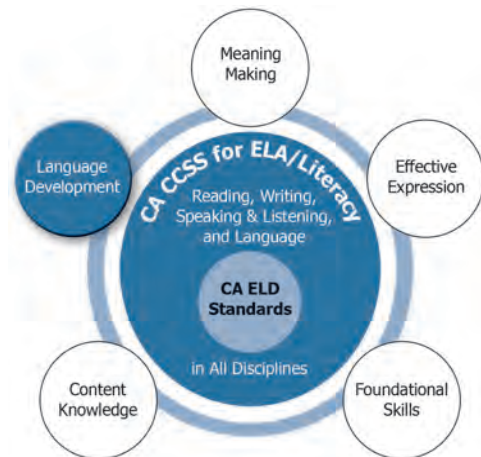 Meaning
Making
Language
Development
Effective
Expression
CA CCSS for ELA/Literacy
Reading, Writing,
Speaking & Listening,
and Language
CA ELD
Standards
in All Disciplines
Content
Knowledge
Foundational
Skills